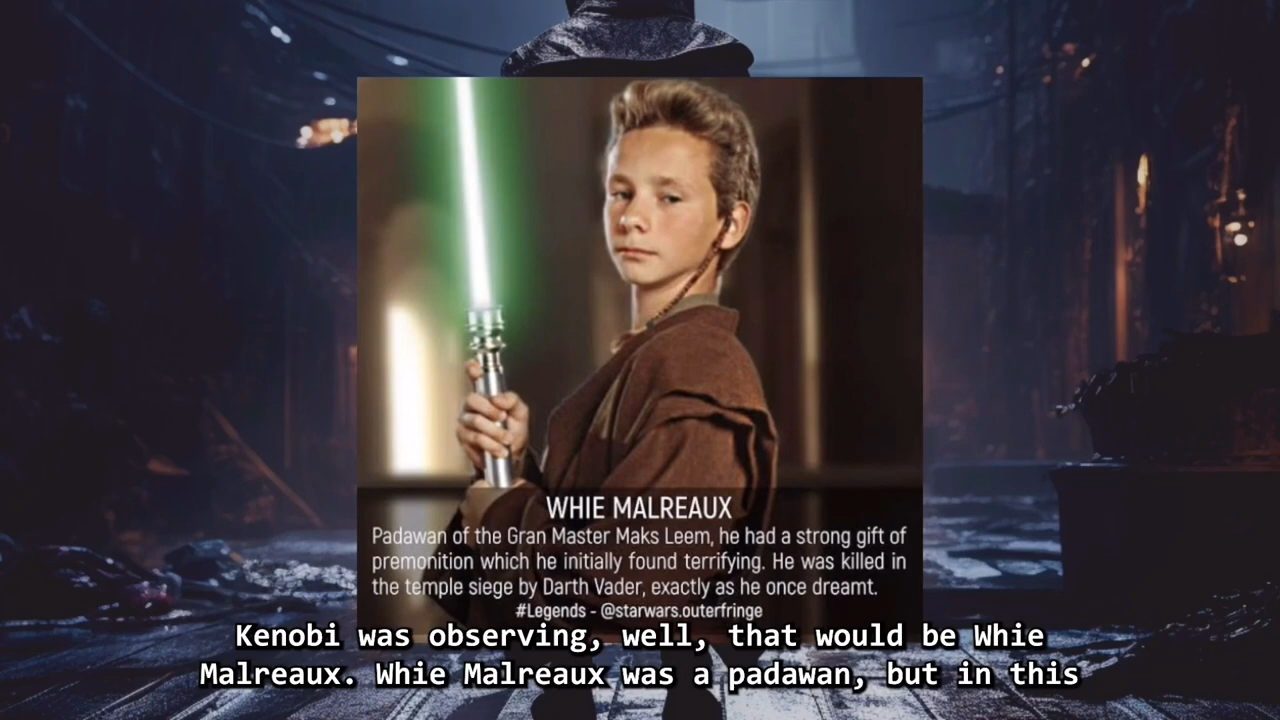 WHIE MALREAUX
Padawan of the Gran Master Maks Leem, he had a strong gift of
premonition which he initially found terrifying. He was killed in
the temple siege by Darth Vader, exactly as he once dreamt.
#Legends - @starwars.outerfringe
Kenobi was observing, well, that would be Whie
Malreaux. Whie Malreaux was a padawan, but in this